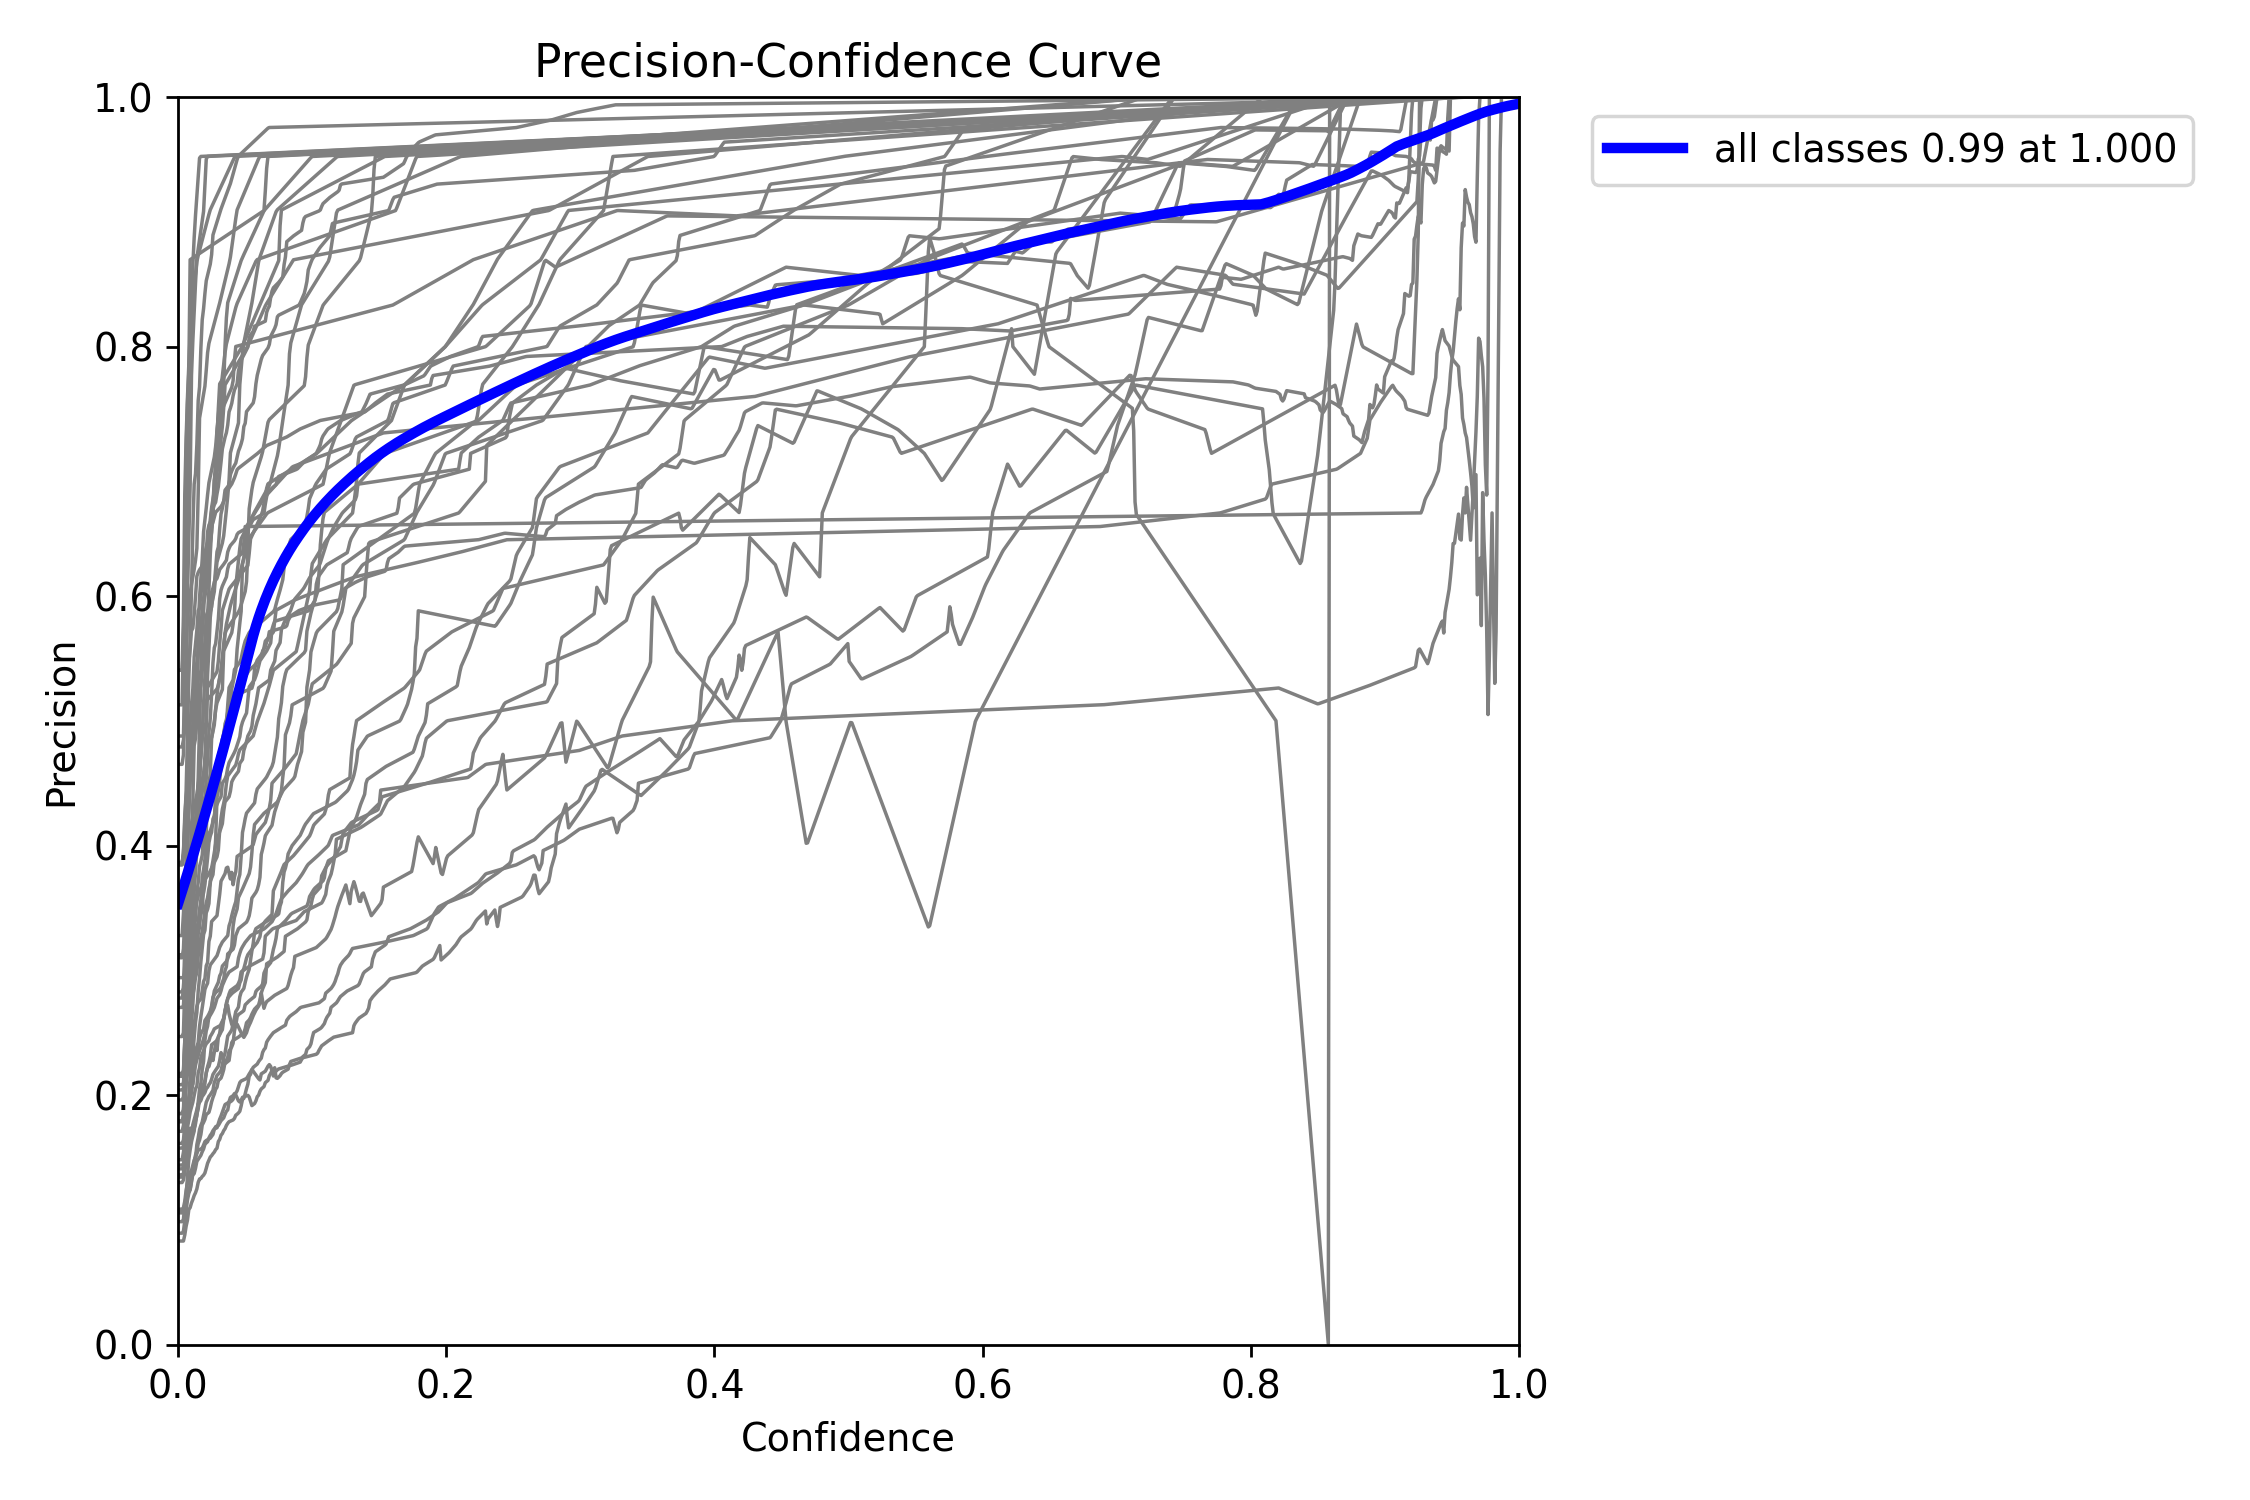 Precision-Confidence Curve
all classes 0.99 at 1.000
1.0
0.8
0.6
0.4
0.2
0.0
Precision
0.0 0.2 0.4 0.6 0.8 1.0
Confidence